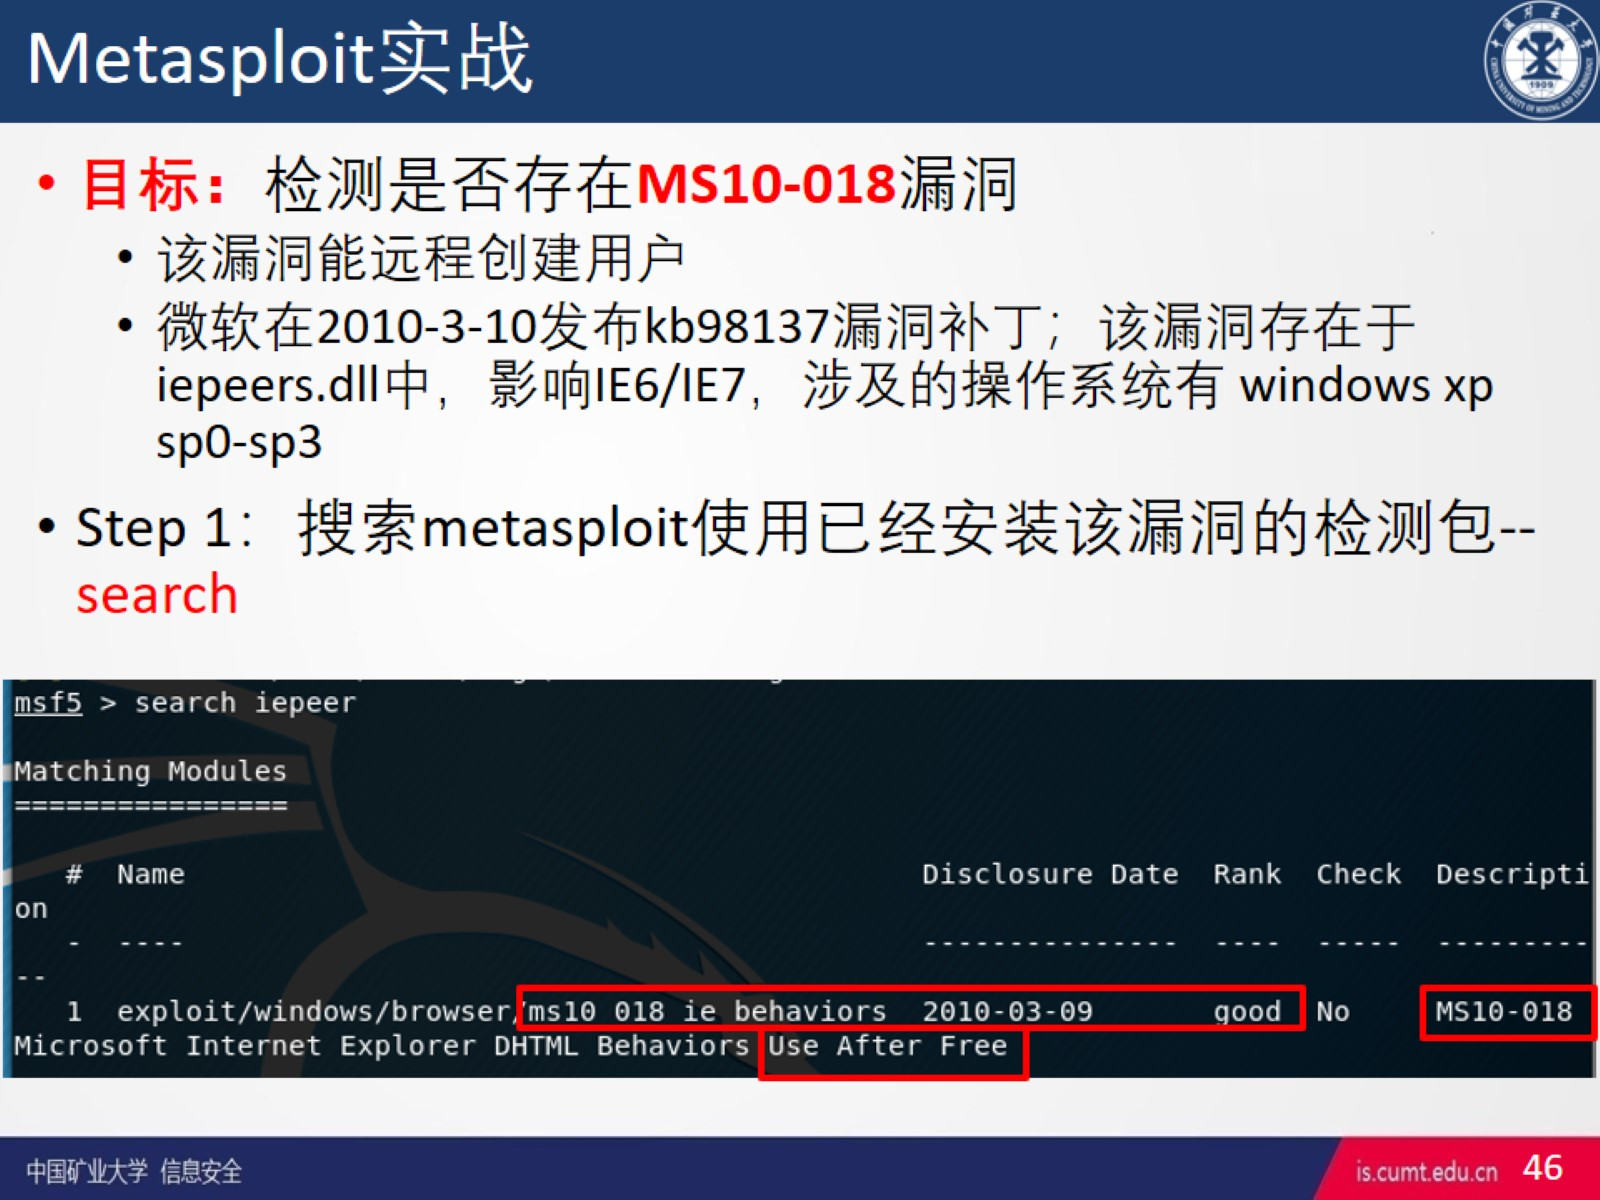 Metasploit实战
• 目标：检测是否存在MS10-018漏洞
• 该漏洞能远程创建用户
• 微软在2010-3-10发布kb98137漏洞补丁；该漏洞存在于
iepeers.dll中，影响IE6/IE7，涉及的操作系统有 windows xp
sp0-sp3
• Step 1： 搜索metasploit使用已经安装该漏洞的检测包--
search
msf5 > search iepeer
Matching Modules
================
# Name Disclosure Date Rank Check Descripti
on
- ---- --------------- ---- ----- ---------
--
1 exploit/windows/browser/ms10_018_ie_behaviors 2010-03-09 good No MS10-018
Microsoft Internet Explorer DHTML Behaviors Use After Free
中国矿业大学 信息安全
is.cumt.edu.cn 46